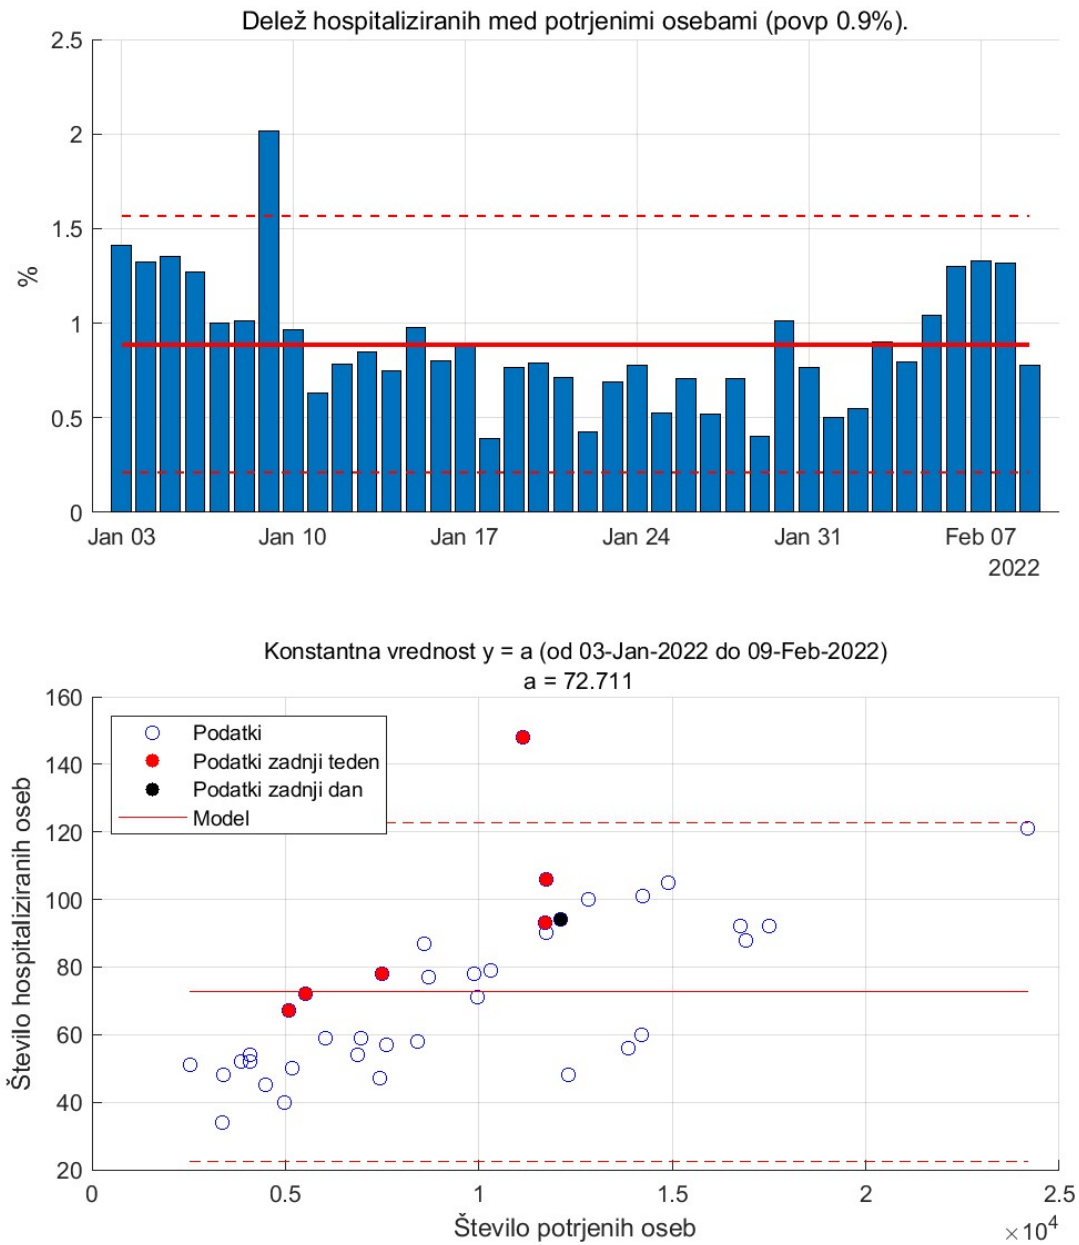 Delež hospitaliziranih med potrjenimi osebami (povp 0.9%).
2.5
2
1.5
1
0.5
0
%
Jan 03 Jan 10 Jan 17 Jan 24 Jan 31 Feb 07
2022
Konstantna vrednost y = a (od 03-Jan-2022 do 09-Feb-2022)
a = 72.711
160
140
120
100
80
60
40
20
Število hospitaliziranih oseb
Podatki
Podatki zadnji teden
Podatki zadnji dan
Model
0 0.5 1 1.5 2 2.5
Število potrjenih oseb
×10⁴